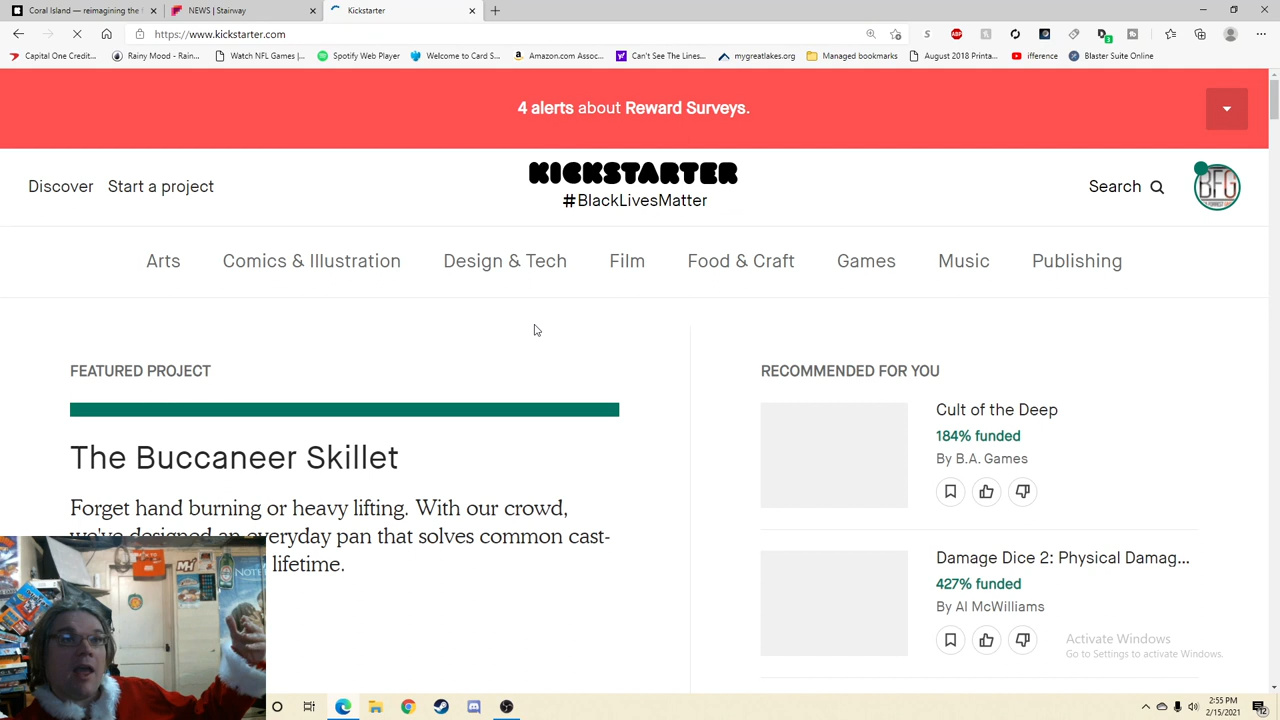 Coral Island — reimagining the
NEWS | Stairway
Kickstarter
https://www.kickstarter.com
Capital One Credit...
Rainy Mood - Rain...
Watch NFL Games |...
Spotify Web Player
Welcome to Card S...
Amazon.com Assoc...
Can't See The Lines...
mygreatlakes.org
Managed bookmarks
August 2018 Printa...
ifference
Blaster Suite Online
4 alerts about Reward Surveys.
Discover Start a project
KICKSTARTER
#BlackLivesMatter
Search
BFG
Arts Comics & Illustration Design & Tech Film Food & Craft Games Music Publishing
FEATURED PROJECT
The Buccaneer Skillet
Forget hand burning or heavy lifting. With our crowd,
we've designed an everyday pan that solves common cast-
lifetime.
RECOMMENDED FOR YOU
Cult of the Deep
184% funded
By B.A. Games
Damage Dice 2: Physical Damag...
427% funded
By Al McWilliams
Activate Windows
Go to Settings to activate Windows.
2:55 PM
2/15/2021